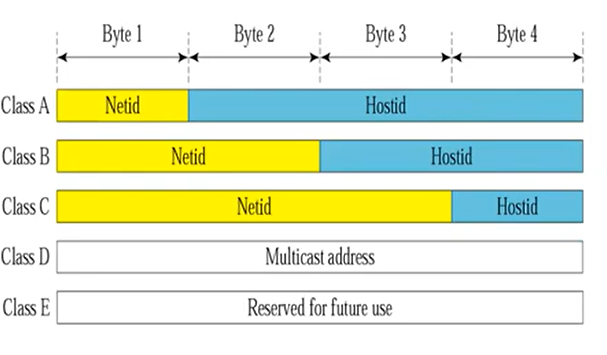 Byte 1 Byte 2 Byte 3 Byte 4
Class A Netid Hostid
Class B Netid Hostid
Class C Netid Hostid
Class D Multicast address
Class E Reserved for future use